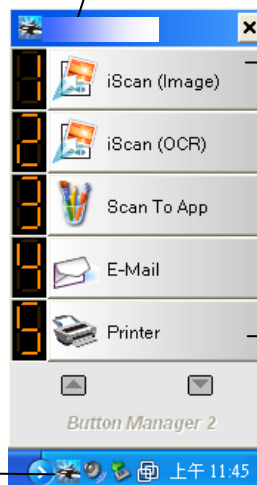 1 iScan (Image)
2 iScan (OCR)
3 Scan To App
4 E-Mail
5 Printer
Button Manager 2
上午 11:45